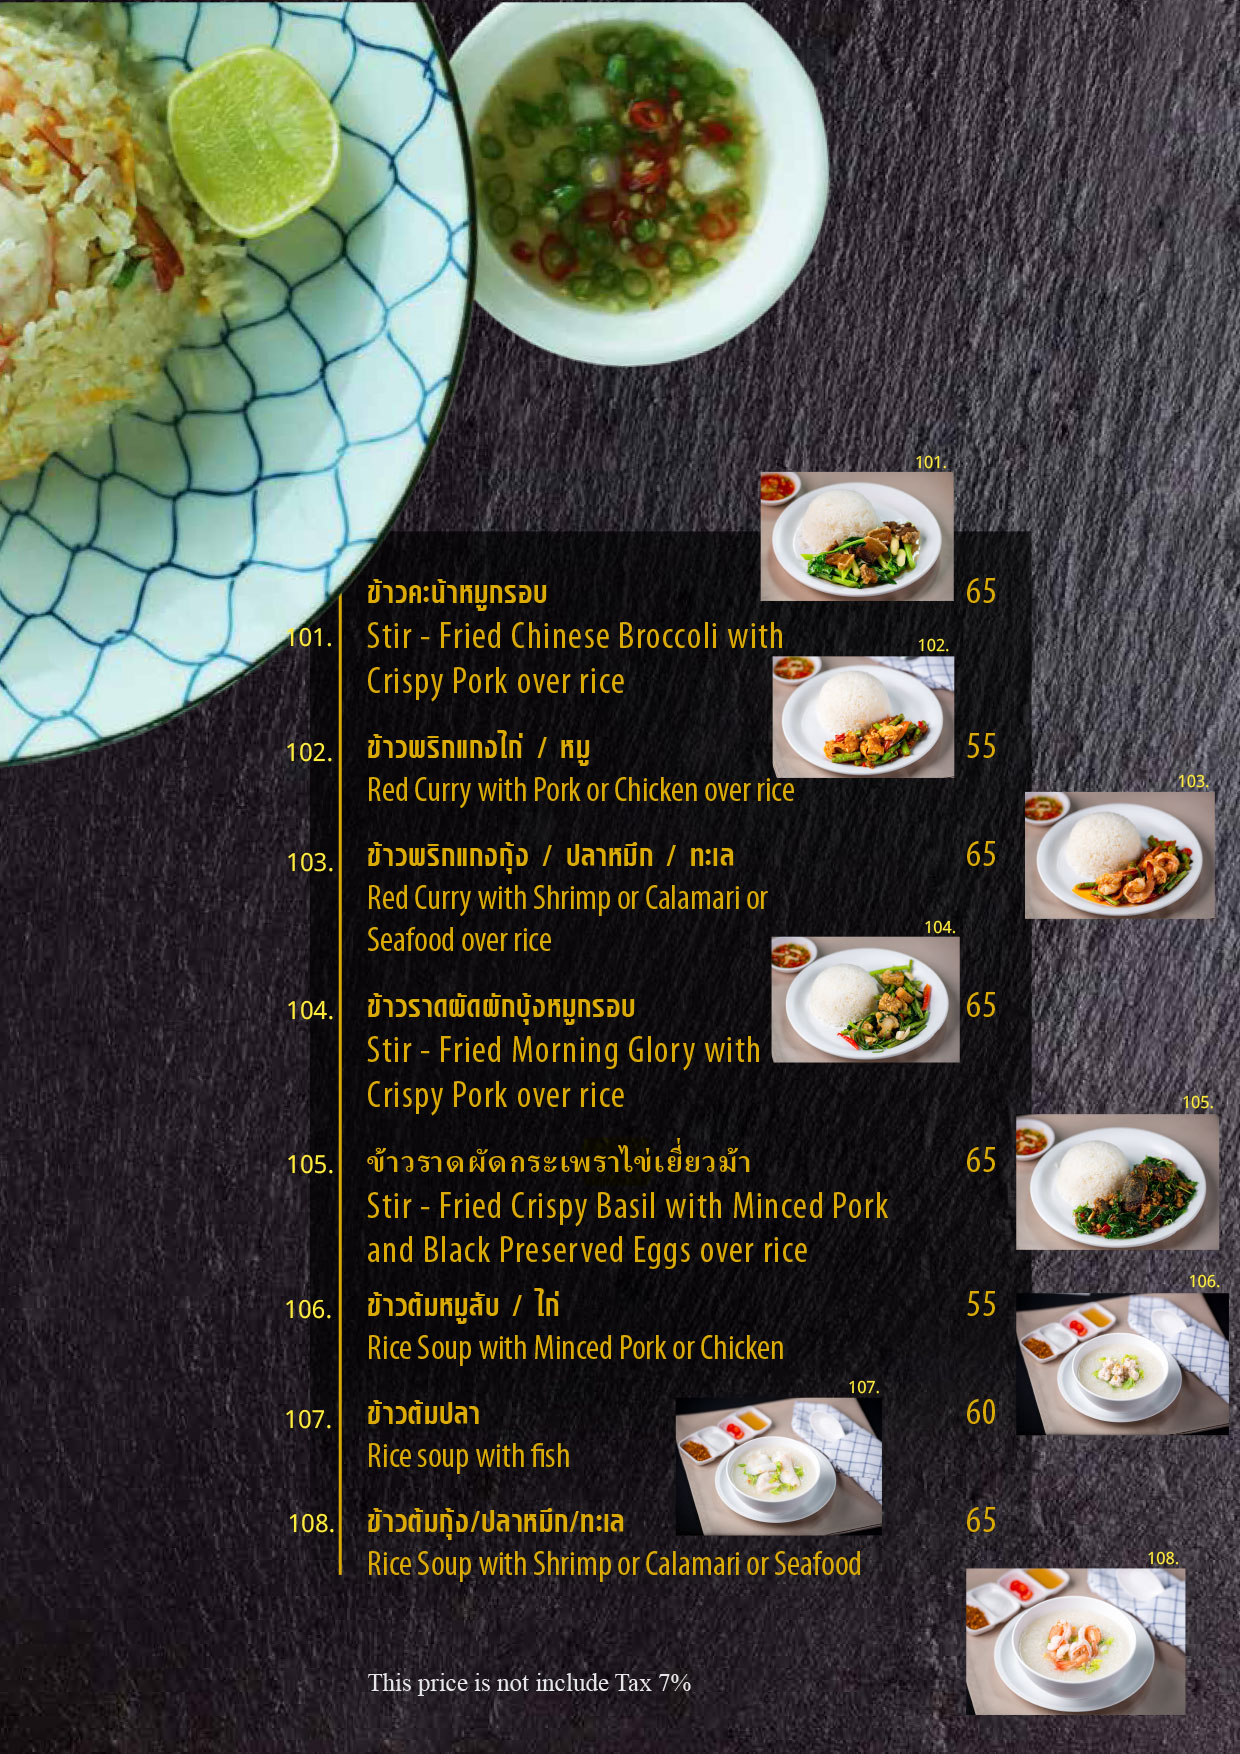 101.
ข้าวคะน้าหมูกรอบ 65
101. Stir - Fried Chinese Broccoli with
Crispy Pork over rice
102.
102. ข้าวพริกแกงไก่ / หมู 55
Red Curry with Pork or Chicken over rice
103.
103. ข้าวพริกแกงกุ้ง / ปลาหมึก / ทะเล 65
Red Curry with Shrimp or Calamari or
Seafood over rice
104.
104. ข้าวราดผัดผักบุ้งหมูกรอบ 65
Stir - Fried Morning Glory with
Crispy Pork over rice
105.
105. ข้าวราดผัดกระเพราไข่เยี่ยวม้า 65
Stir - Fried Crispy Basil with Minced Pork
and Black Preserved Eggs over rice
106.
106. ข้าวต้มหมูสับ / ไก่ 55
Rice Soup with Minced Pork or Chicken
107.
107. ข้าวต้มปลา 60
Rice soup with fish
108. ข้าวต้มกุ้ง/ปลาหมึก/ทะเล 65
108.
Rice Soup with Shrimp or Calamari or Seafood
This price is not include Tax 7%